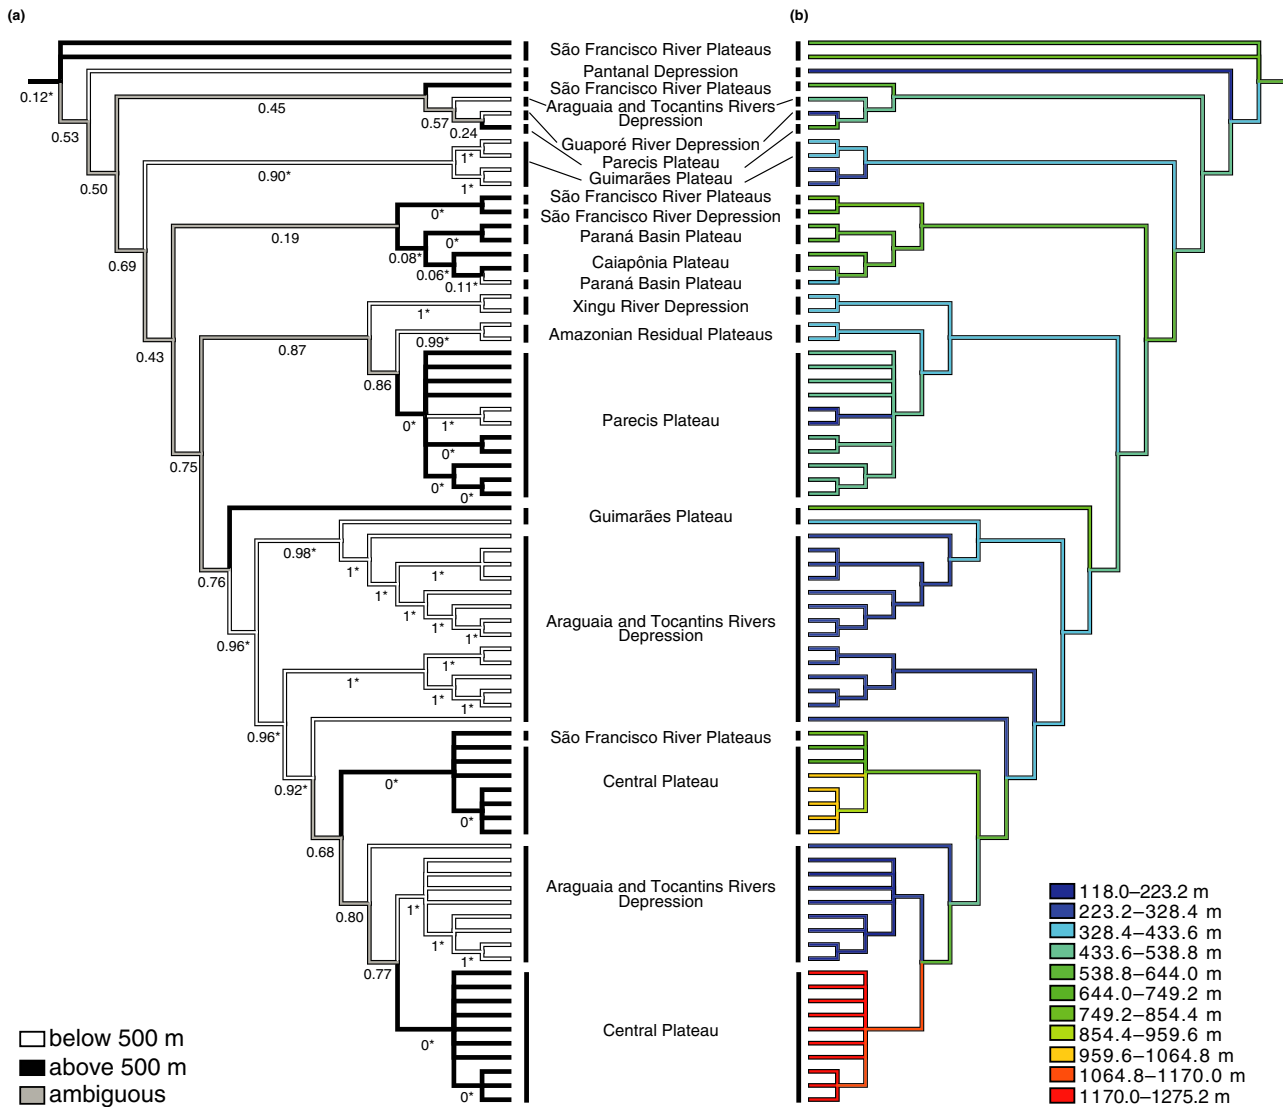 (a)
(b)
São Francisco River Plateaus
Pantanal Depression
São Francisco River Plateaus
Araguaia and Tocantins Rivers
Depression
Guaporé River Depression
Parecis Plateau
Guimarães Plateau
São Francisco River Plateaus
São Francisco River Depression
Paraná Basin Plateau
Caiapônia Plateau
Paraná Basin Plateau
Xingu River Depression
Amazonian Residual Plateaus
Parecis Plateau
Guimarães Plateau
Araguaia and Tocantins Rivers
Depression
São Francisco River Plateaus
Central Plateau
Araguaia and Tocantins Rivers
Depression
Central Plateau
0.12*
0.53
0.45
0.57
0.24
0.50
1*
0.90*
1*
0.69
0*
0.19
0*
0.08*
0.06*
0.11*
0.43
1*
0.87
0.99*
0.86
0*
1*
0*
0*
0*
0.75
0.76
0.98*
1*
1*
1*
1*
1*
1*
0.96*
1*
1*
1*
1*
0.96*
0.92*
0*
0*
0.68
0.80
1*
1*
1*
0.77
0*
0*
below 500 m
above 500 m
ambiguous
118.0–223.2 m
223.2–328.4 m
328.4–433.6 m
433.6–538.8 m
538.8–644.0 m
644.0–749.2 m
749.2–854.4 m
854.4–959.6 m
959.6–1064.8 m
1064.8–1170.0 m
1170.0–1275.2 m